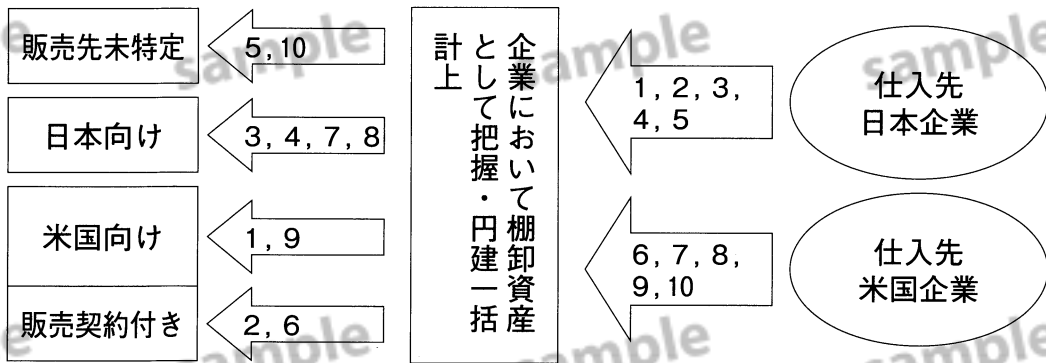 販売先未特定
5, 10
日本向け
3, 4, 7, 8
米国向け
1, 9
販売契約付き
2, 6
企業において棚卸資産
として把握・円建一括
計上
1, 2, 3,
4, 5
仕入先
日本企業
6, 7, 8,
9, 10
仕入先
米国企業
sample
sample
sample
sample
sample
sample